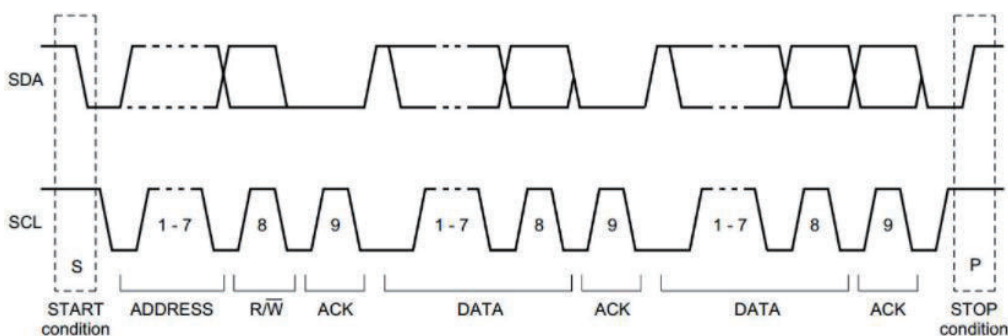 SDA
SCL
1 - 7 8 9 1 - 7 8 9 1 - 7 8 9
S P
START condition ADDRESS R/W̅ ACK DATA ACK DATA ACK STOP condition